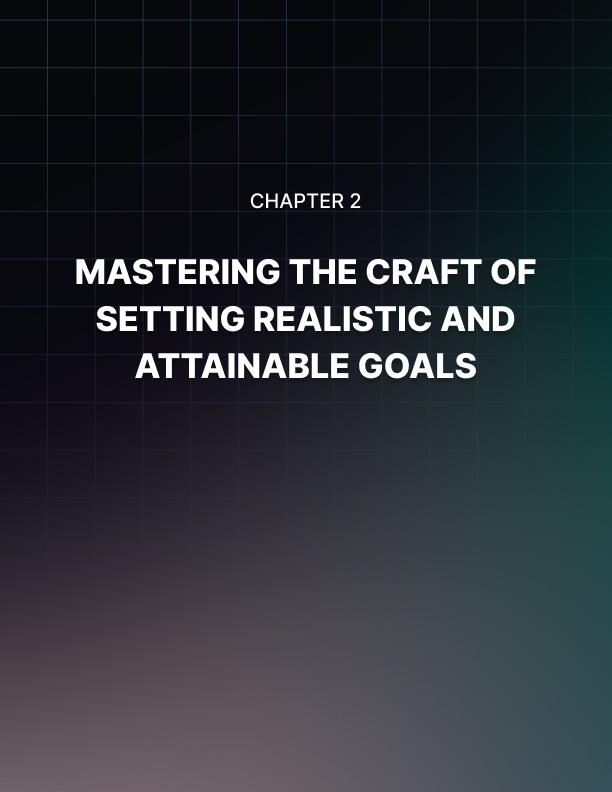 CHAPTER 2
MASTERING THE CRAFT OF
SETTING REALISTIC AND
ATTAINABLE GOALS